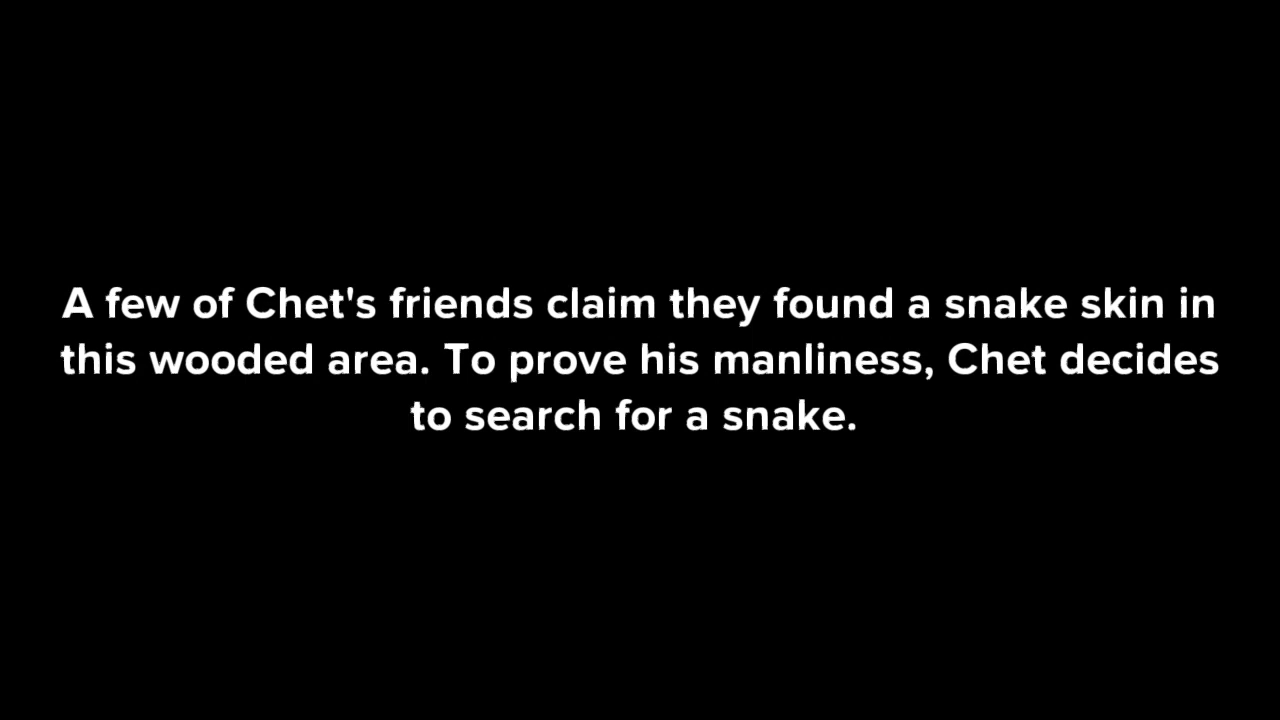 A few of Chet's friends claim they found a snake skin in
this wooded area. To prove his manliness, Chet decides
to search for a snake.